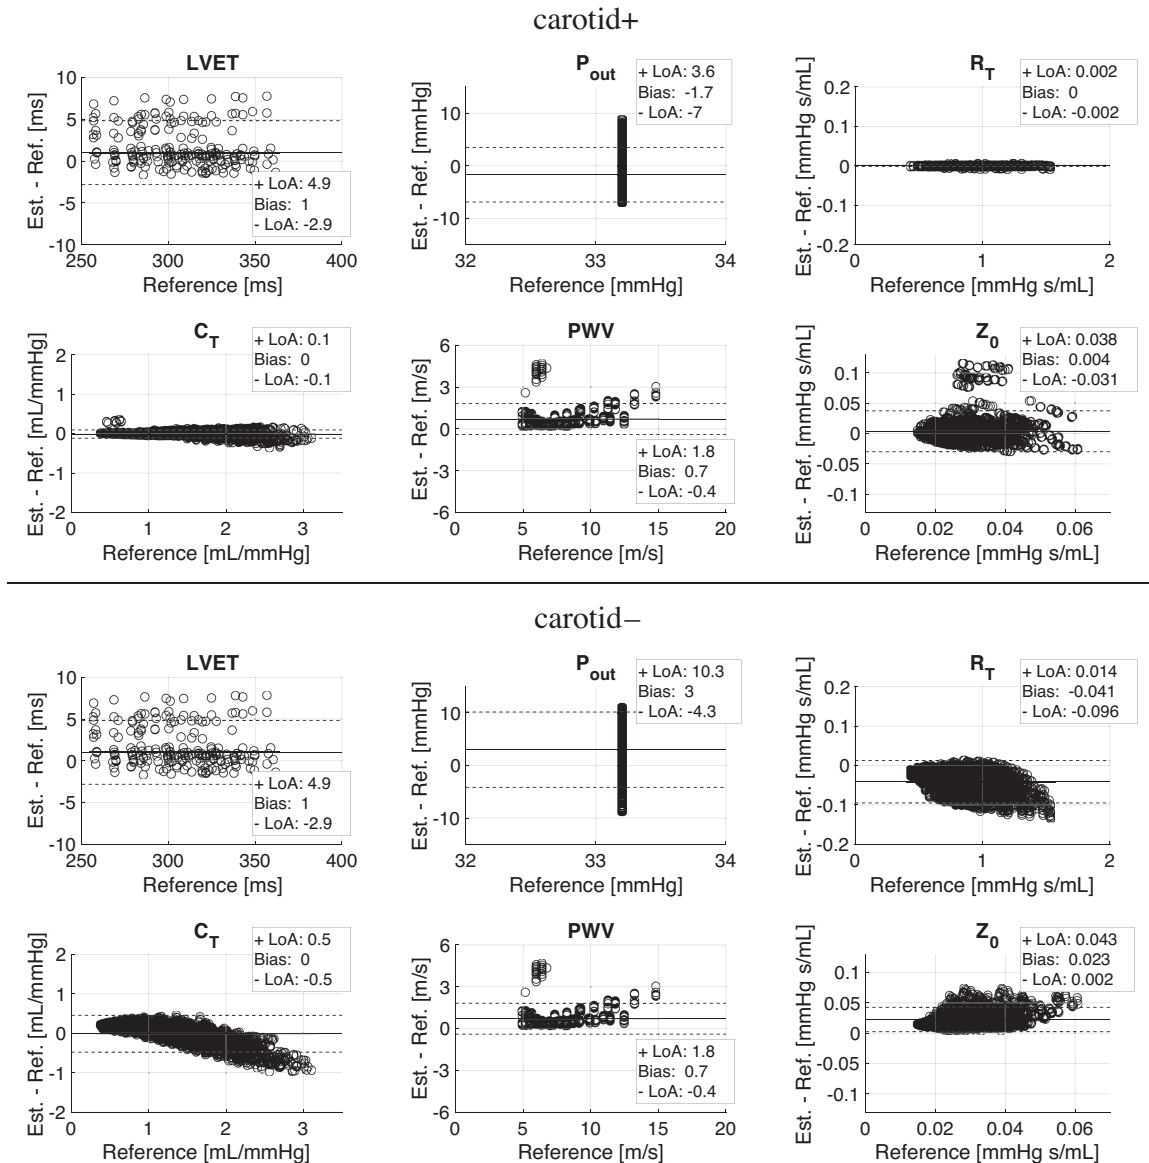 carotid+
LVET
10
5
0
-5
-10
250
300
350
400
Est. - Ref. [ms]
Reference [ms]
+ LoA: 4.9
Bias: 1
- LoA: -2.9
P_out
10
0
-10
32
33
34
Est. - Ref. [mmHg]
Reference [mmHg]
+ LoA: 3.6
Bias: -1.7
- LoA: -7
R_T
0.2
0.1
0
-0.1
-0.2
0
1
2
Est. - Ref. [mmHg s/mL]
Reference [mmHg s/mL]
+ LoA: 0.002
Bias: 0
- LoA: -0.002
C_T
2
1
0
-1
-2
0
1
2
3
Est. - Ref. [mL/mmHg]
Reference [mL/mmHg]
+ LoA: 0.1
Bias: 0
- LoA: -0.1
PWV
6
3
0
-3
-6
0
5
10
15
20
Est. - Ref. [m/s]
Reference [m/s]
+ LoA: 1.8
Bias: 0.7
- LoA: -0.4
Z_0
0.1
0.05
0
-0.05
-0.1
0
0.02
0.04
0.06
Est. - Ref. [mmHg s/mL]
Reference [mmHg s/mL]
+ LoA: 0.038
Bias: 0.004
- LoA: -0.031
carotid−
LVET
10
5
0
-5
-10
250
300
350
400
Est. - Ref. [ms]
Reference [ms]
+ LoA: 4.9
Bias: 1
- LoA: -2.9
P_out
10
0
-10
32
33
34
Est. - Ref. [mmHg]
Reference [mmHg]
+ LoA: 10.3
Bias: 3
- LoA: -4.3
R_T
0.2
0.1
0
-0.1
-0.2
0
1
2
Est. - Ref. [mmHg s/mL]
Reference [mmHg s/mL]
+ LoA: 0.014
Bias: -0.041
- LoA: -0.096
C_T
2
1
0
-1
-2
0
1
2
3
Est. - Ref. [mL/mmHg]
Reference [mL/mmHg]
+ LoA: 0.5
Bias: 0
- LoA: -0.5
PWV
6
3
0
-3
-6
0
5
10
15
20
Est. - Ref. [m/s]
Reference [m/s]
+ LoA: 1.8
Bias: 0.7
- LoA: -0.4
Z_0
0.1
0.05
0
-0.05
-0.1
0
0.02
0.04
0.06
Est. - Ref. [mmHg s/mL]
Reference [mmHg s/mL]
+ LoA: 0.043
Bias: 0.023
- LoA: 0.002